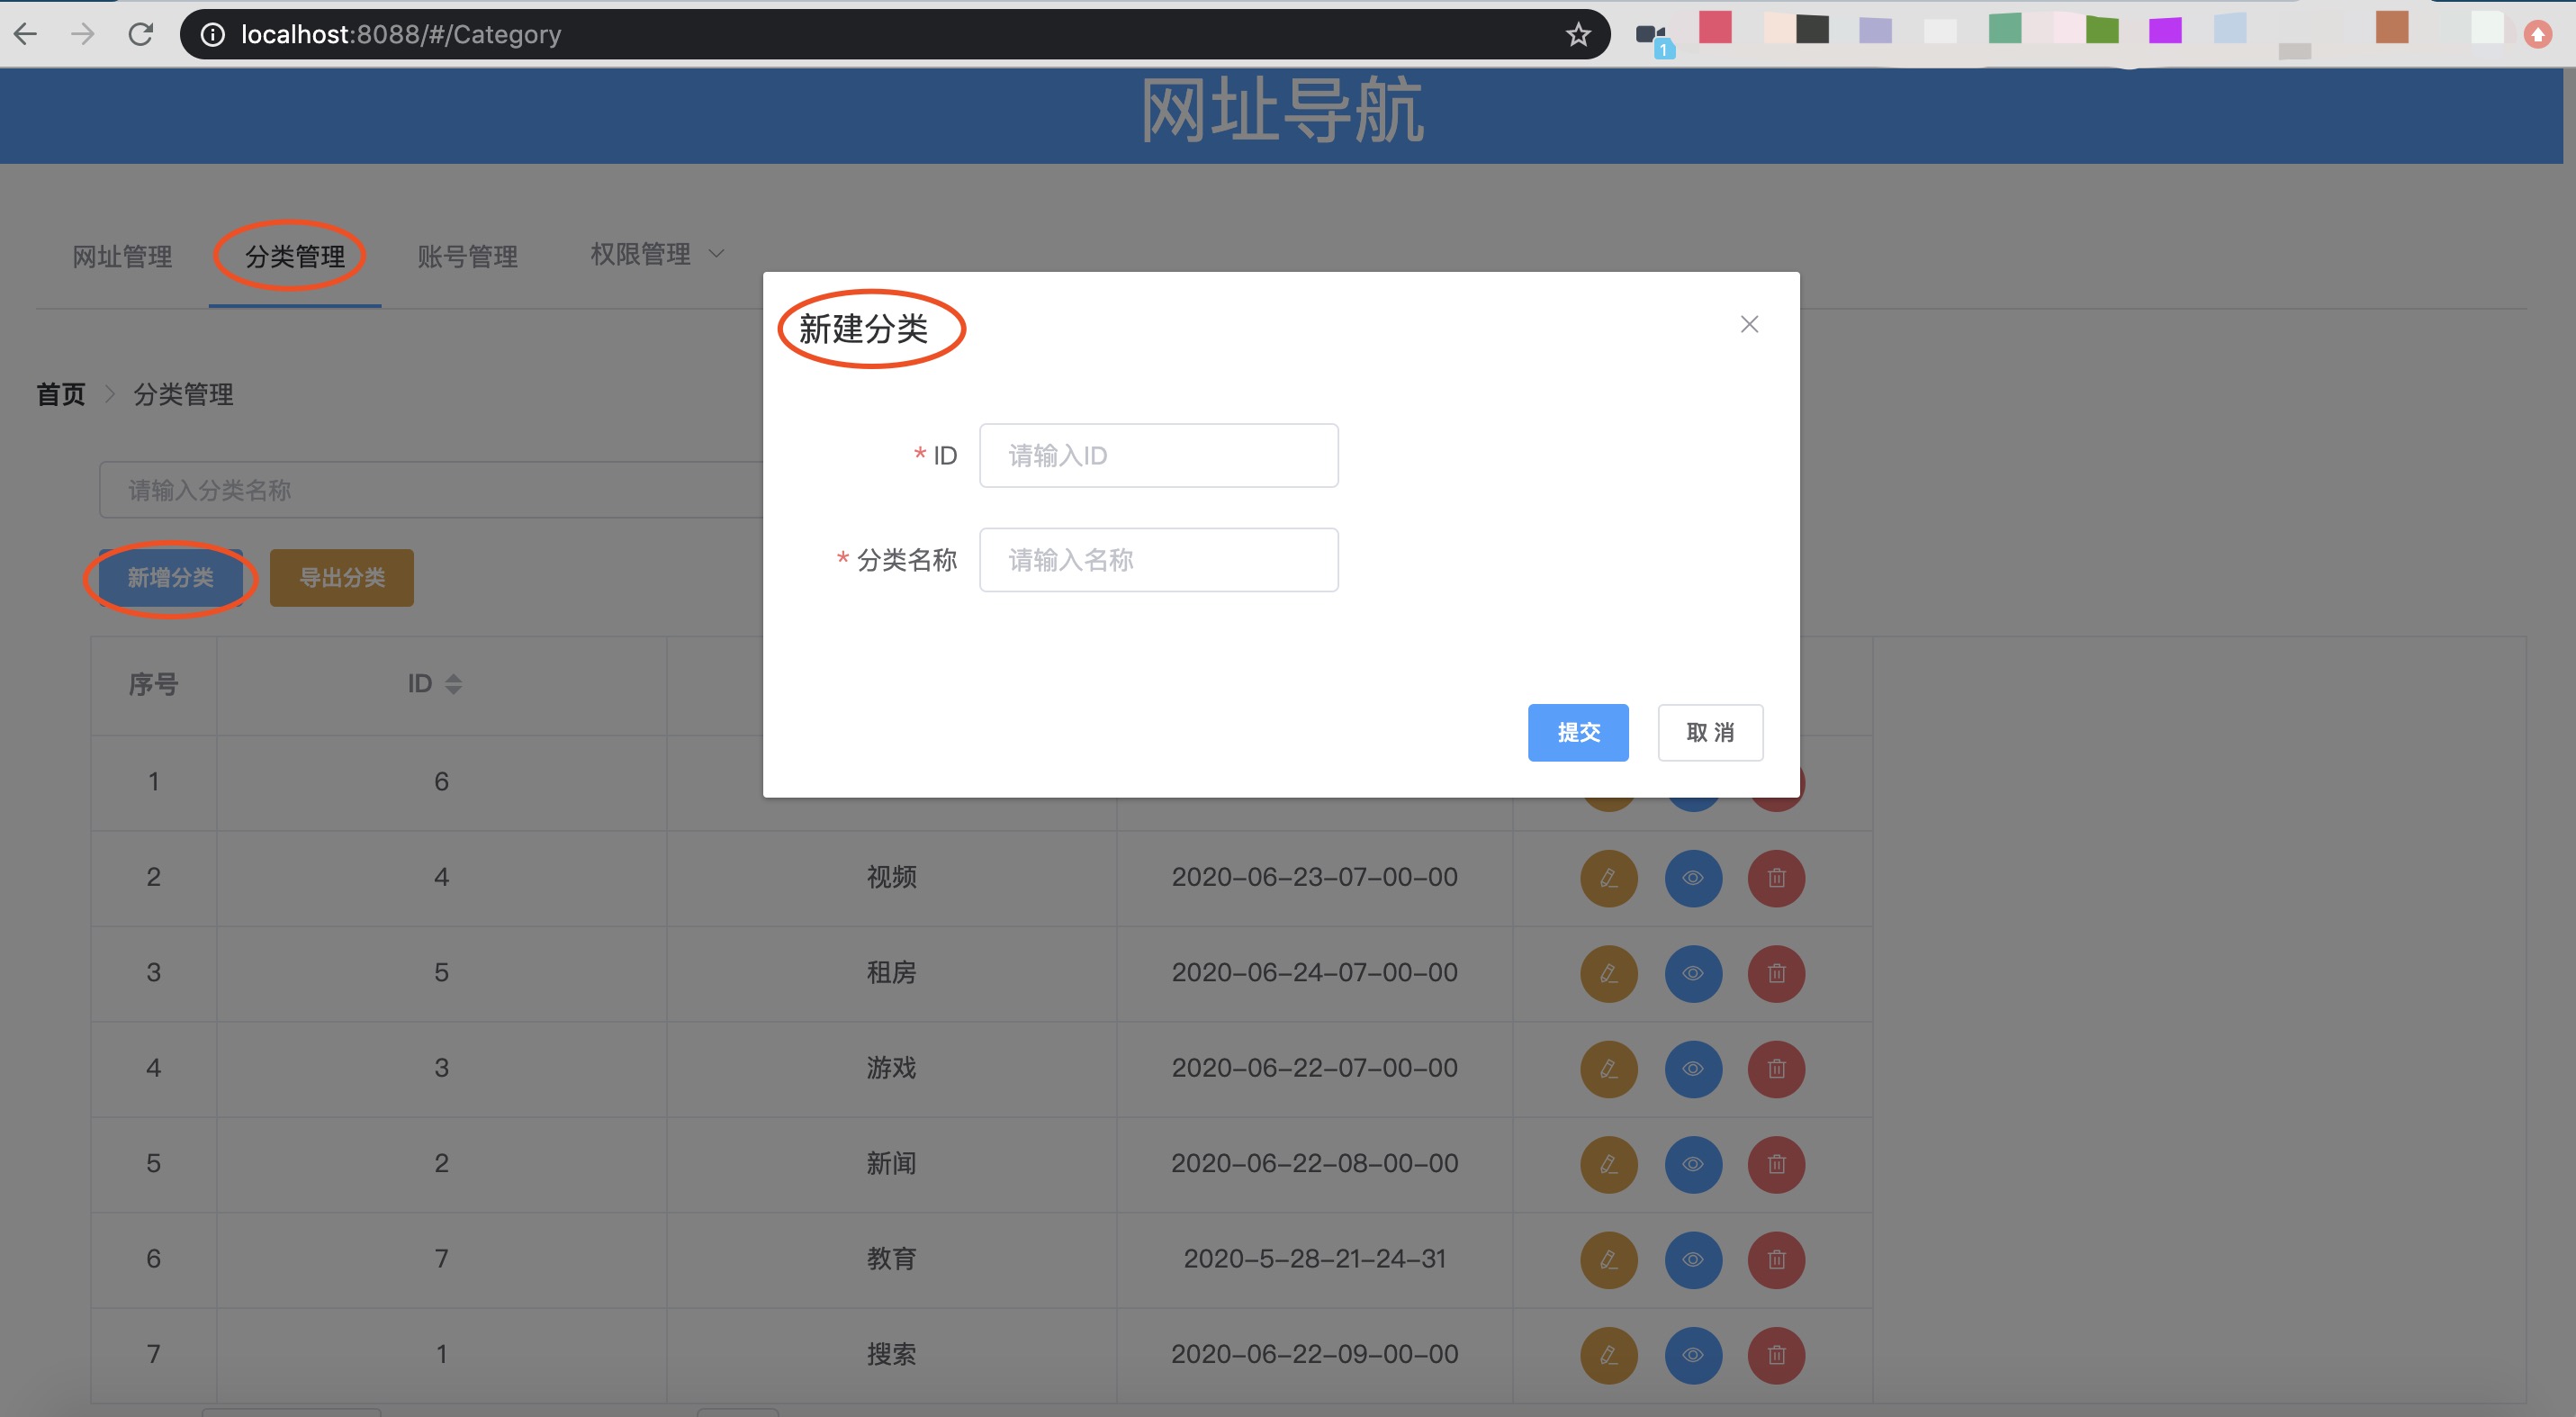 localhost:8088/#/Category
1
网址导航
网址管理 分类管理 账号管理 权限管理
新建分类
首页 分类管理
* ID 请输入ID
请输入分类名称
* 分类名称 请输入名称
新增分类 导出分类
序号 ID
提交 取 消
1 6
2 4 视频 2020-06-23-07-00-00
3 5 租房 2020-06-24-07-00-00
4 3 游戏 2020-06-22-07-00-00
5 2 新闻 2020-06-22-08-00-00
6 7 教育 2020-5-28-21-24-31
7 1 搜索 2020-06-22-09-00-00